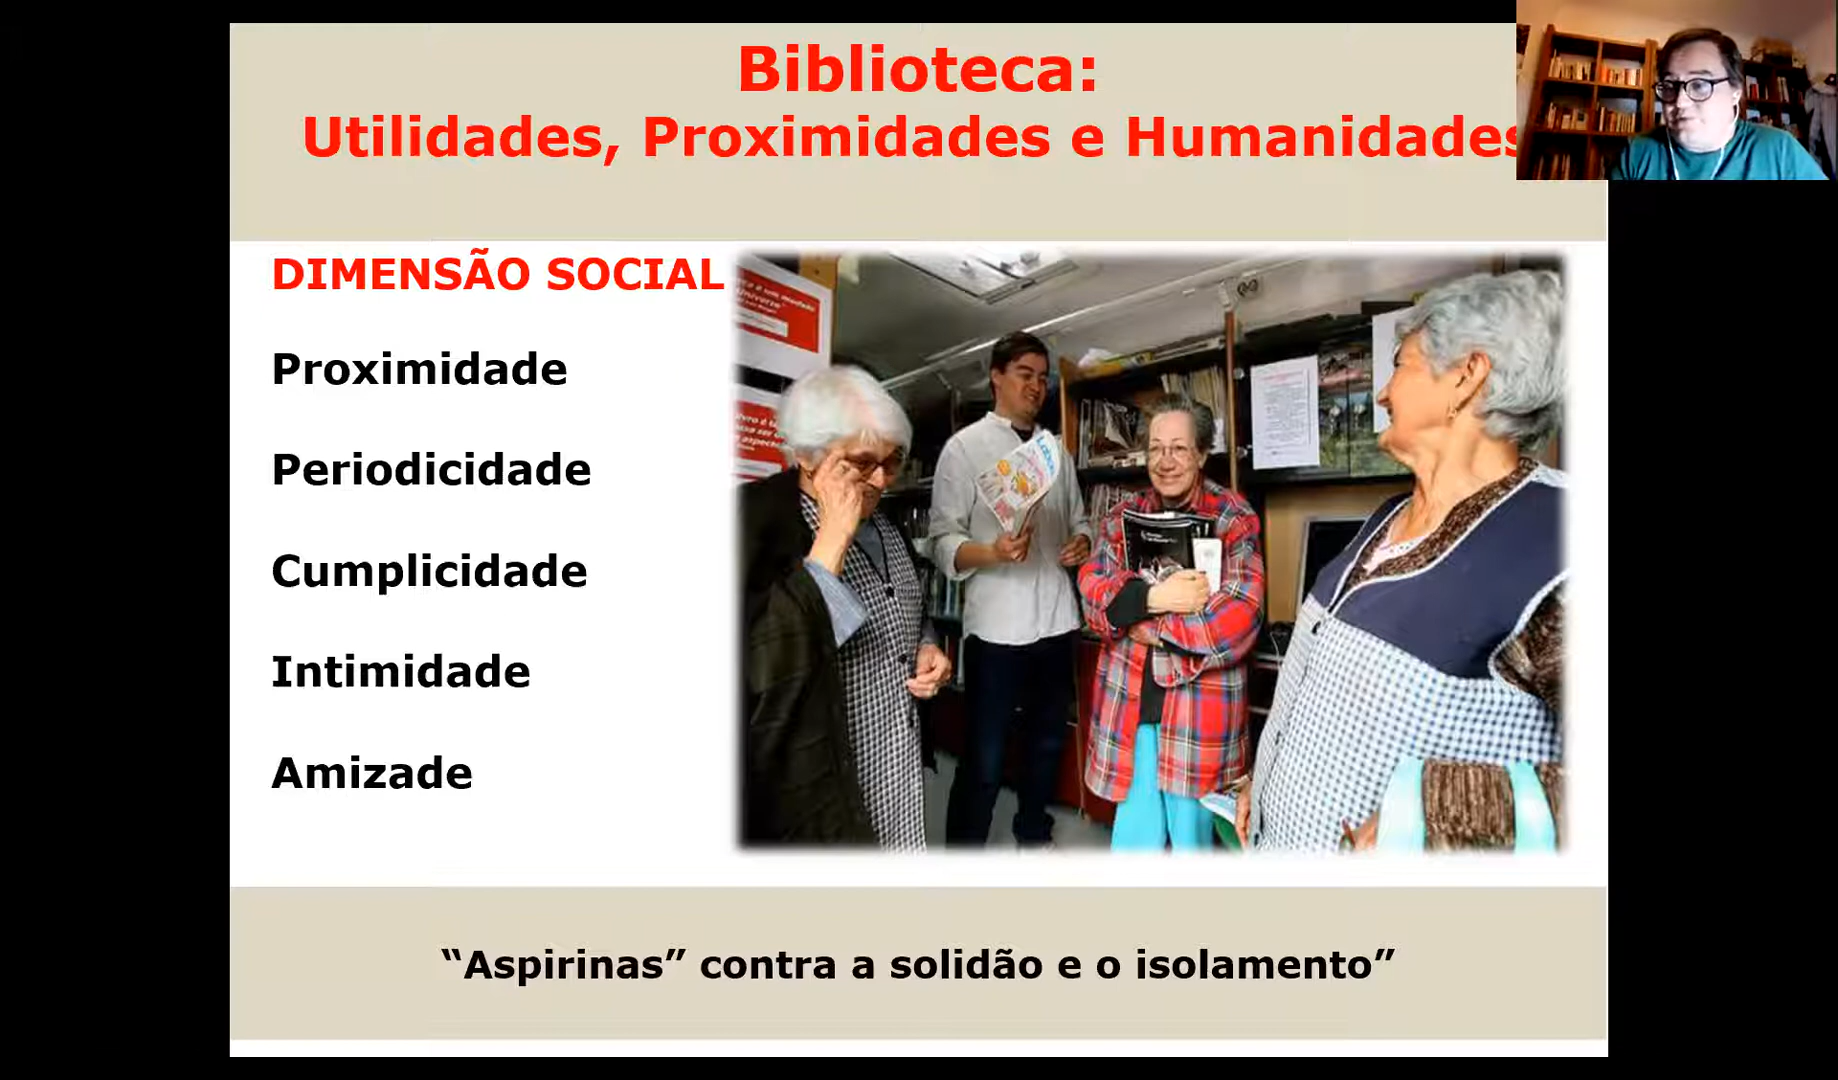 Biblioteca:
Utilidades, Proximidades e Humanidades
DIMENSÃO SOCIAL
Proximidade
Periodicidade
Cumplicidade
Intimidade
Amizade
“Aspirinas” contra a solidão e o isolamento”